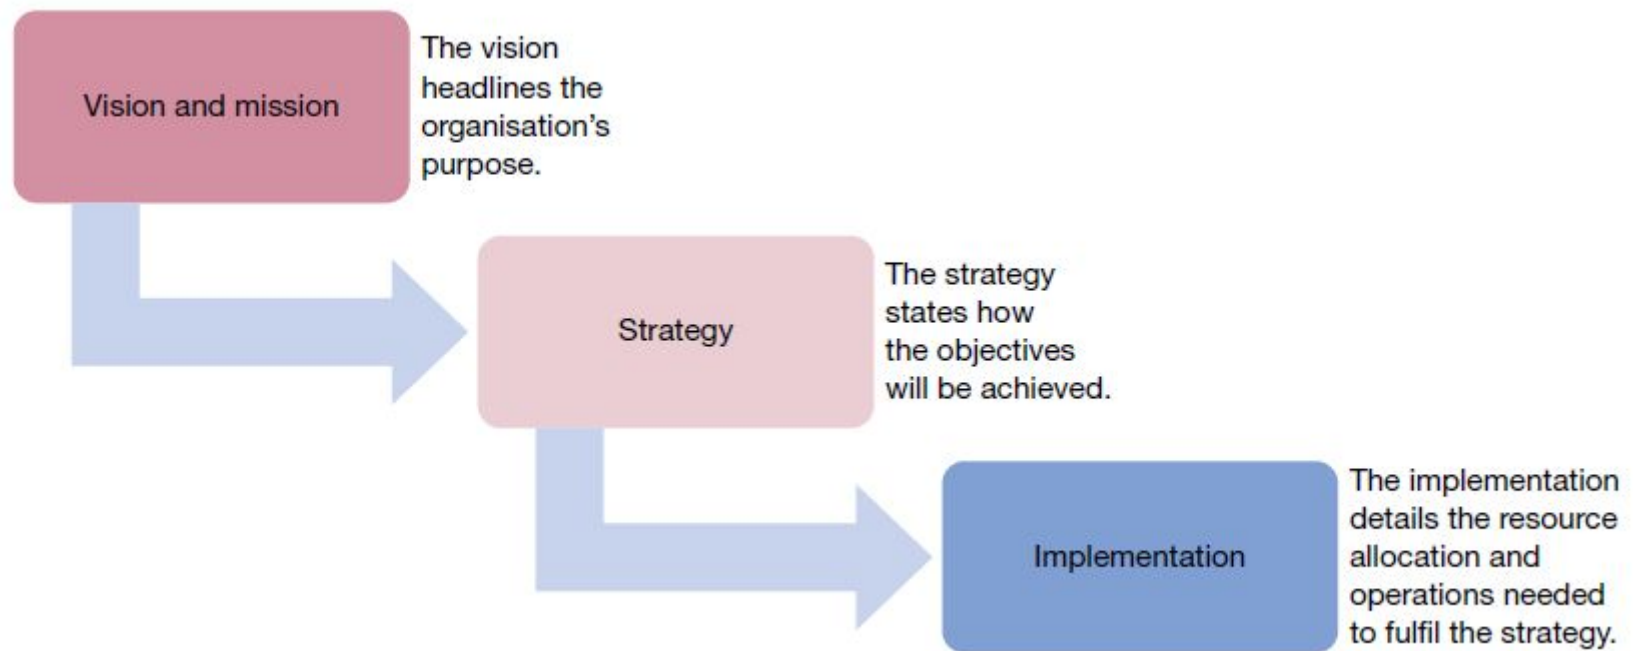 Vision and mission
The vision
headlines the
organisation's
purpose.
Strategy
The strategy
states how
the objectives
will be achieved.
Implementation
The implementation
details the resource
allocation and
operations needed
to fulfil the strategy.